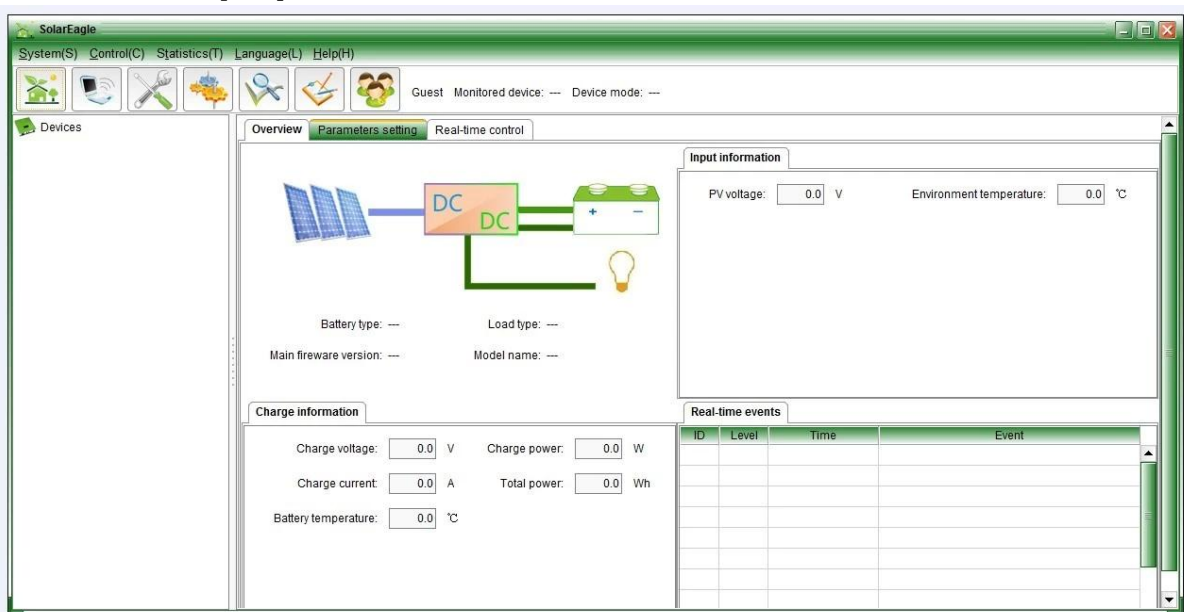 SolarEagle
System(S) Control(C) Statistics(T) Language(L) Help(H)
Guest Monitored device: --- Device mode: ---
Devices
Overview Parameters setting Real-time control
DC
DC
+ −
Battery type: --- Load type: ---
Main fireware version: --- Model name: ---
Input information
PV voltage: 0.0 V Environment temperature: 0.0 ℃
Charge information
Charge voltage: 0.0 V Charge power: 0.0 W
Charge current: 0.0 A Total power: 0.0 Wh
Battery temperature: 0.0 ℃
Real-time events
ID Level Time Event